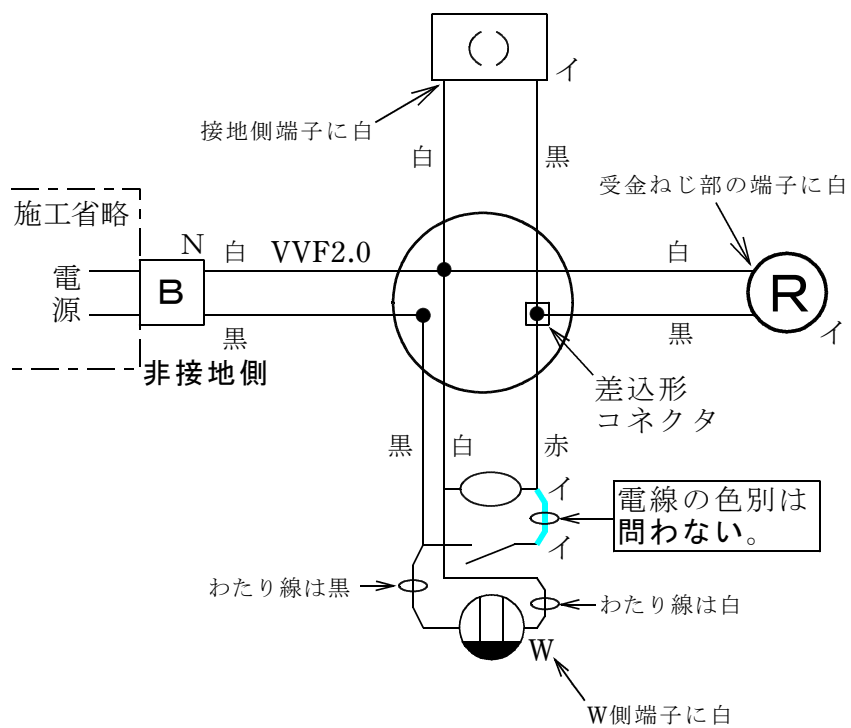 ( )
イ
接地側端子に白
白
黒
受金ねじ部の端子に白
施工省略
N
白
VVF2.0
白
電
源
B
R
黒
黒
イ
非接地側
差込形
コネクタ
黒
白
赤
イ
電線の色別は
問わない。
イ
わたり線は黒
わたり線は白
W
W側端子に白